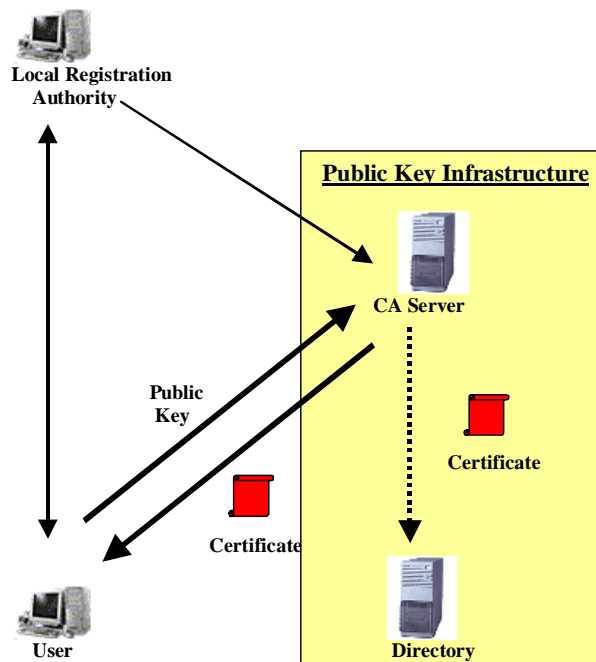 Local Registration
Authority
Public Key Infrastructure
CA Server
Public
Key
Certificate
Certificate
User
Directory